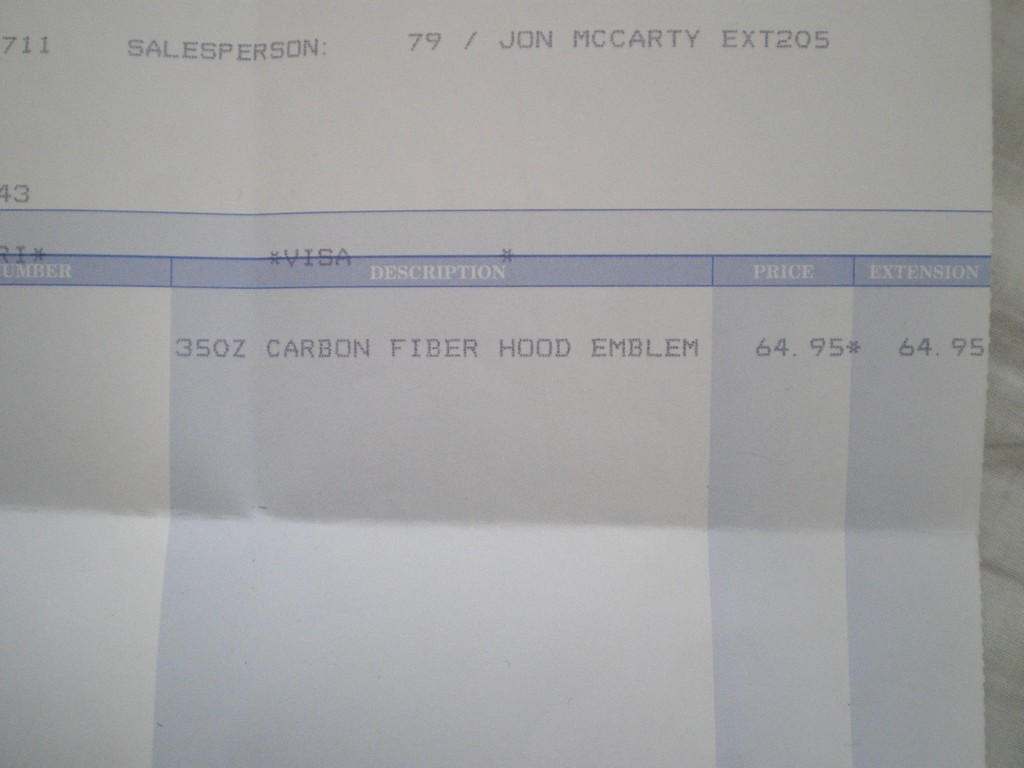 711 SALESPERSON: 79 / JON MCCARTY EXT205
43
RI* *VISA *
UMBER DESCRIPTION PRICE EXTENSION
350Z CARBON FIBER HOOD EMBLEM 64.95* 64.95